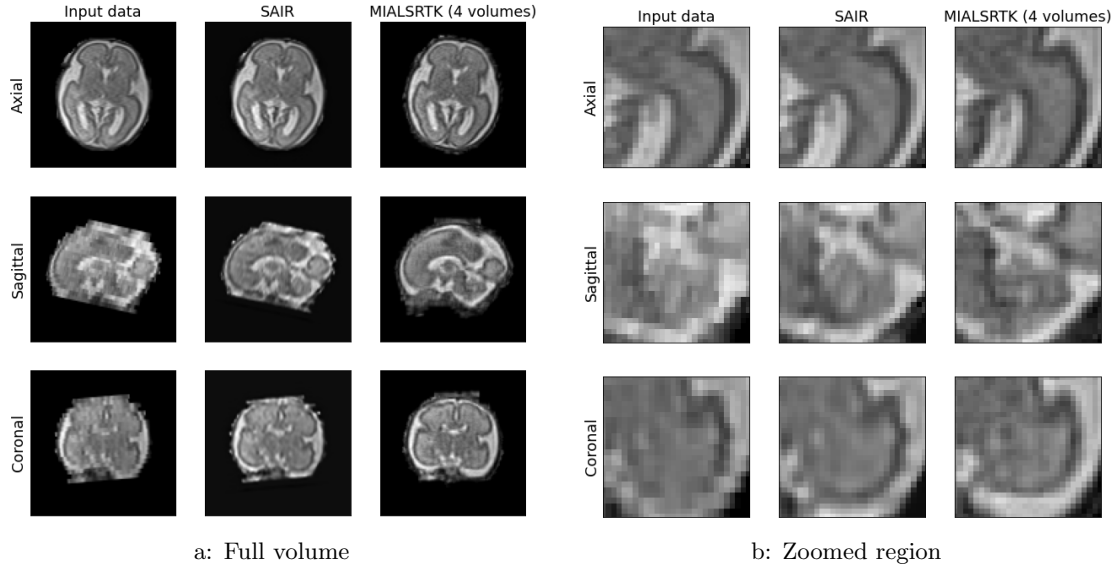 Input data SAIR MIALSRTK (4 volumes)
Axial
Sagittal
Coronal
a: Full volume
Input data SAIR MIALSRTK (4 volumes)
Axial
Sagittal
Coronal
b: Zoomed region